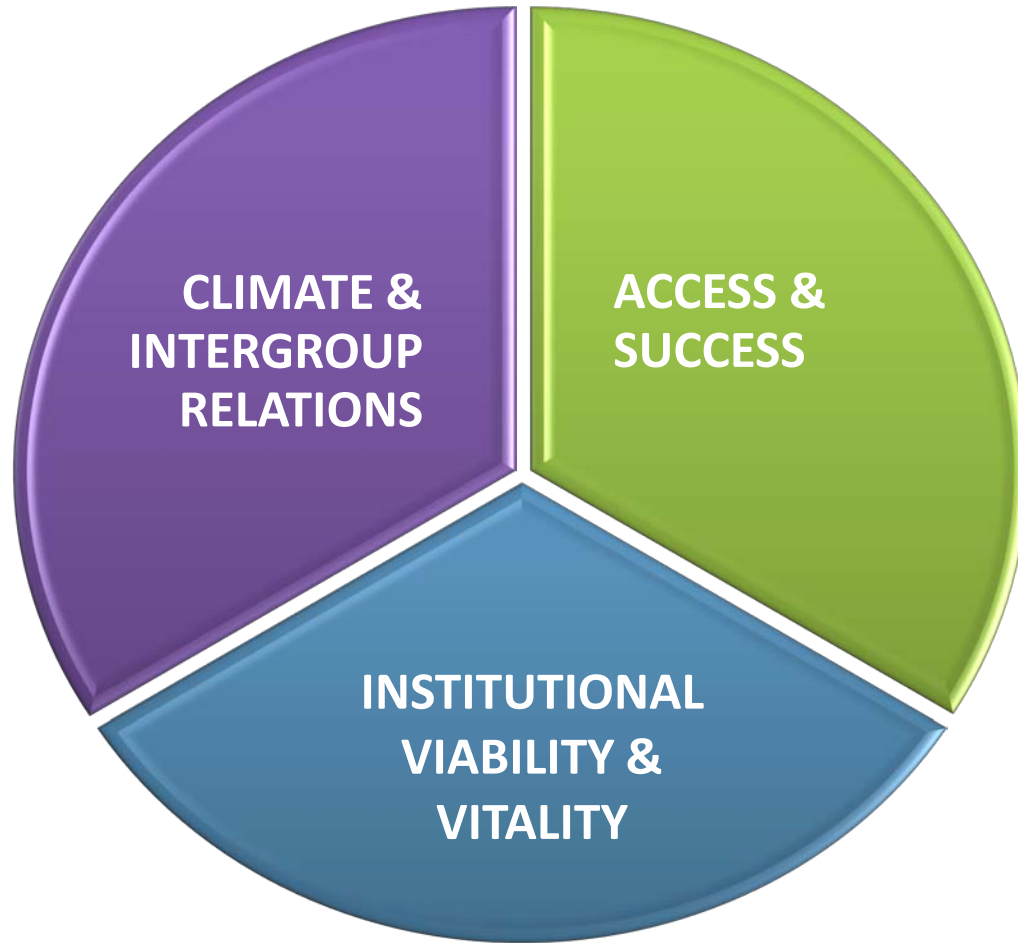 CLIMATE &
INTERGROUP
RELATIONS
ACCESS &
SUCCESS
INSTITUTIONAL
VIABILITY &
VITALITY